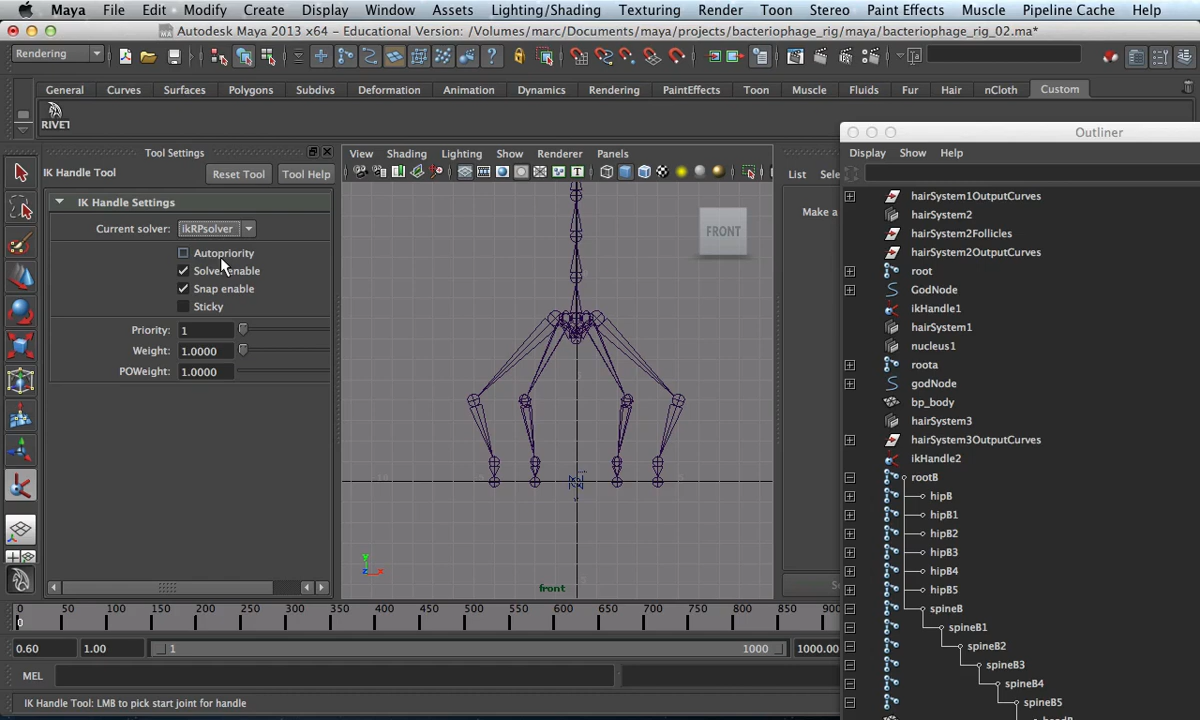 Maya File Edit Modify Create Display Window Assets Lighting/Shading Texturing Render Toon Stereo Paint Effects Muscle Pipeline Cache Help
Autodesk Maya 2013 x64 - Educational Version: /Volumes/marc/Documents/maya/projects/bacteriophage_rig/maya/bacteriophage_rig_02.ma*
Rendering
General Curves Surfaces Polygons Subdivs Deformation Animation Dynamics Rendering PaintEffects Toon Muscle Fluids Fur Hair nCloth Custom
RIVET
Outliner
Tool Settings
View Shading Lighting Show Renderer Panels
Display Show Help
IK Handle Tool Reset Tool Tool Help
List Sele
IK Handle Settings
Make a
Current solver: ikRPsolver
Autopriority
Solver enable
Snap enable
Sticky
Priority: 1
Weight: 1.0000
POWeight: 1.0000
FRONT
hairSystem1OutputCurves
hairSystem2
hairSystem2Follicles
hairSystem2OutputCurves
root
GodNode
ikHandle1
hairSystem1
nucleus1
roota
godNode
bp_body
hairSystem3
hairSystem3OutputCurves
ikHandle2
rootB
hipB
hipB1
hipB2
hipB3
hipB4
hipB5
spineB
spineB1
spineB2
spineB3
spineB4
spineB5
Y
front
0 50 100 150 200 250 300 350 400 450 500 550 600 650 700 750 800 850 900
0
0.60 1.00 1 1000 1000.00
MEL
IK Handle Tool: LMB to pick start joint for handle